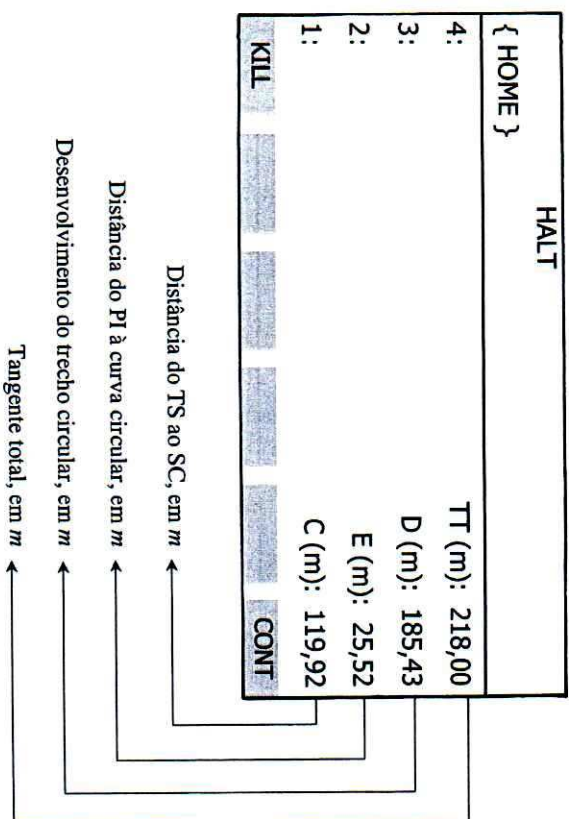 HALT
{ HOME }
4: TT (m): 218,00
3: D (m): 185,43
2: E (m): 25,52
1: C (m): 119,92
KILL CONT
Distância do TS ao SC, em m
Distância do PI à curva circular, em m
Desenvolvimento do trecho circular, em m
Tangente total, em m